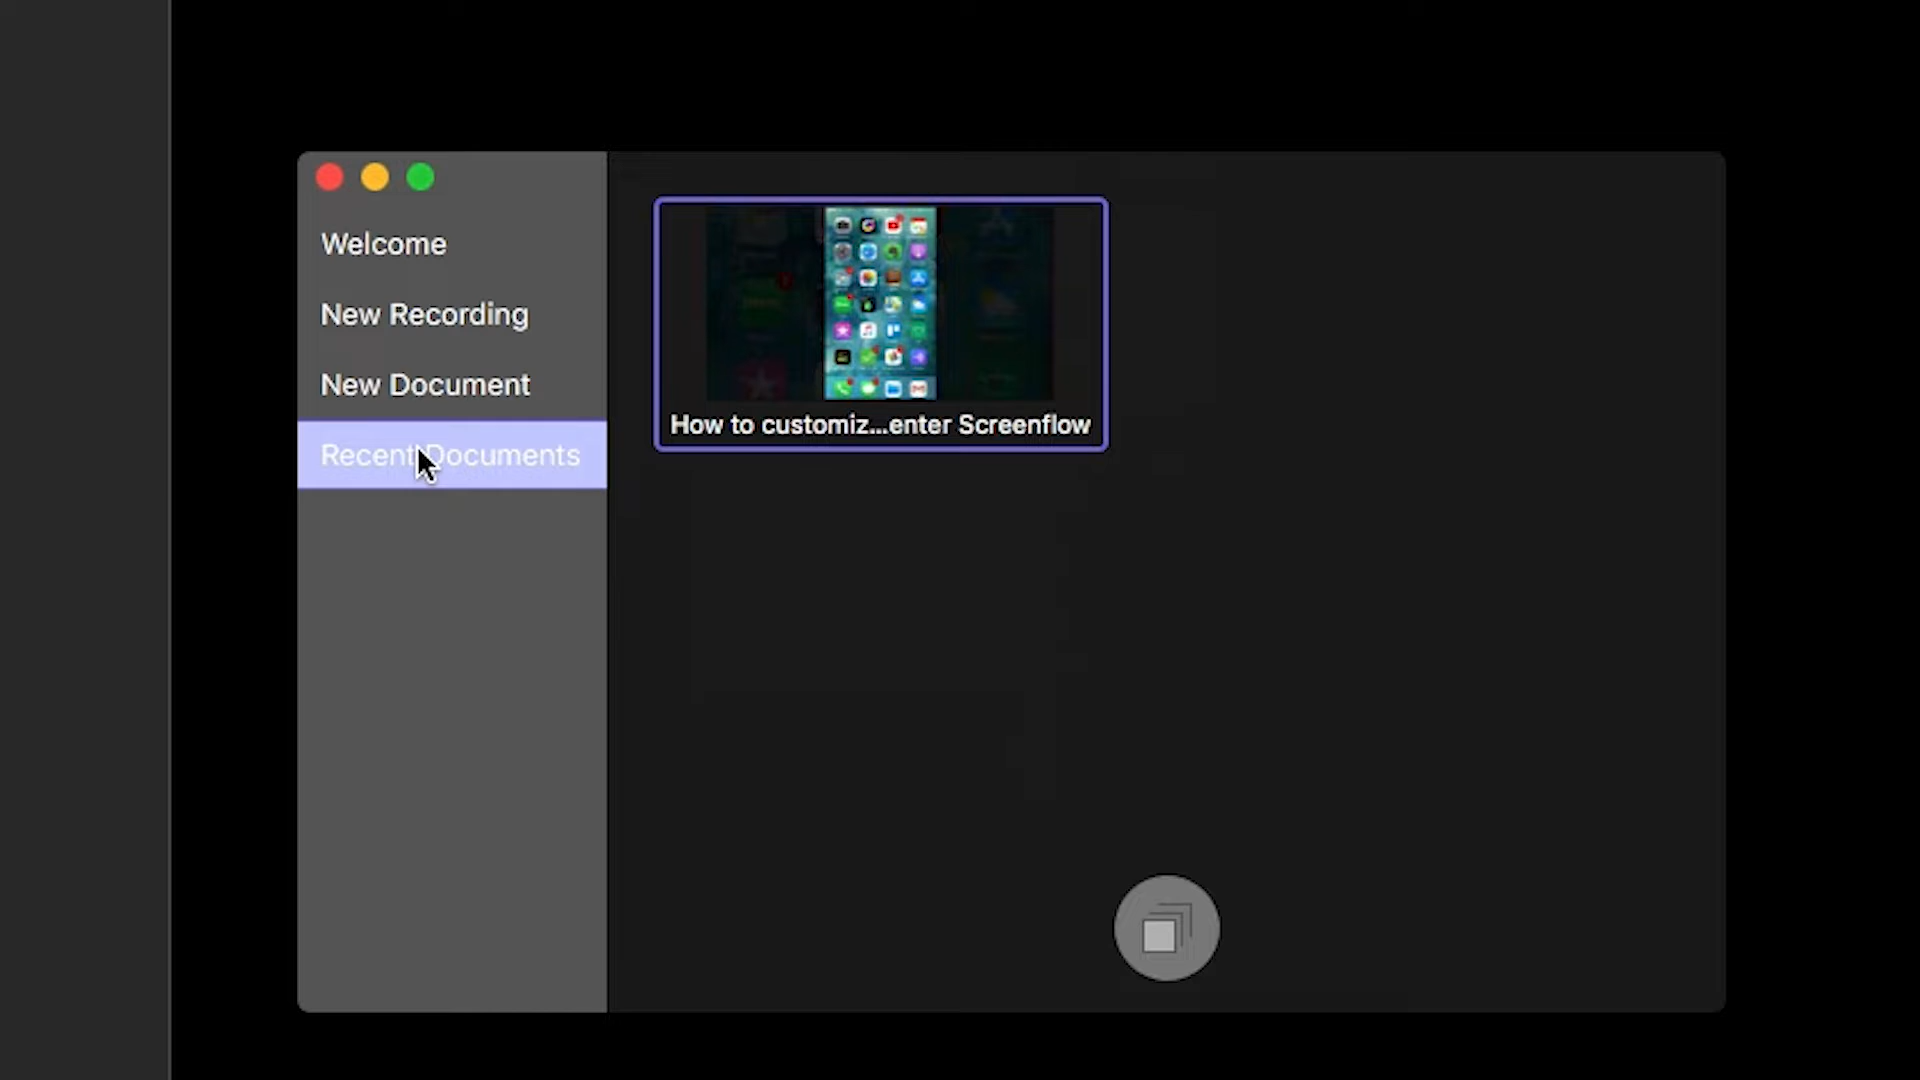 Welcome
New Recording
New Document
Recent Documents
How to customiz...enter Screenflow